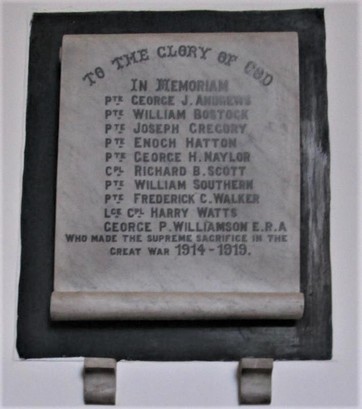 TO THE GLORY OF GOD
IN MEMORIAM
PTE GEORGE J. ANDREWS
PTE WILLIAM BOSTOCK
PTE JOSEPH GREGORY
PTE ENOCH HATTON
PTE GEORGE H. NAYLOR
CPL RICHARD B. SCOTT
PTE WILLIAM SOUTHERN
PTE FREDERICK C. WALKER
LCE CPL HARRY WATTS
GEORGE P. WILLIAMSON E.R.A
WHO MADE THE SUPREME SACRIFICE IN THE
GREAT WAR 1914-1919.